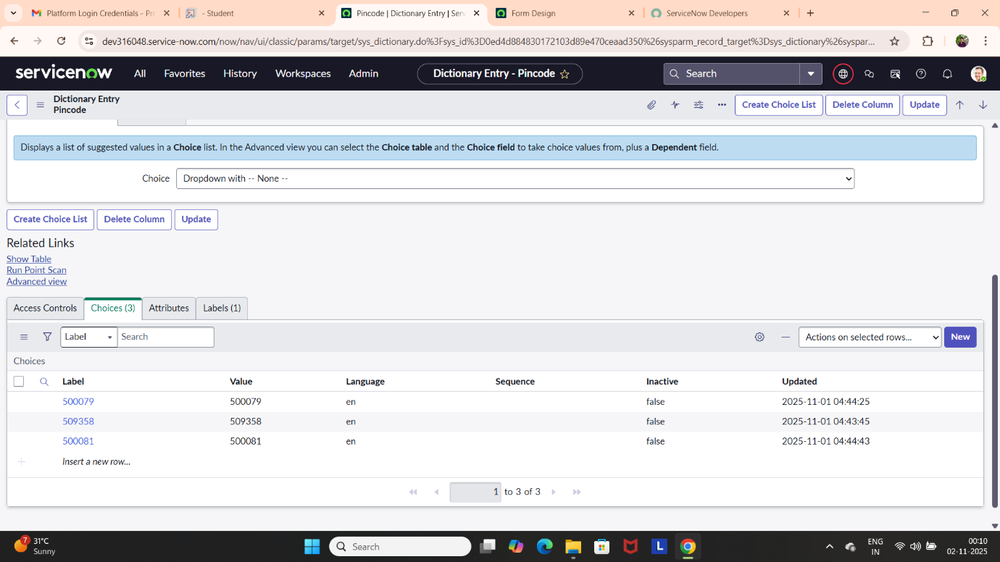 Platform Login Credentials - Pr
- Student
Pincode | Dictionary Entry | Serv
Form Design
ServiceNow Developers
dev316048.service-now.com/now/nav/ui/classic/params/target/sys_dictionary.do%3Fsys_id%3D0ed4d884830172103d89e470ceaad350%26sysparm_record_target%3Dsys_dictionary%26syspar...
servicenow
All
Favorites
History
Workspaces
Admin
Dictionary Entry - Pincode
Search
Dictionary Entry
Pincode
Create Choice List
Delete Column
Update
Displays a list of suggested values in a Choice list. In the Advanced view you can select the Choice table and the Choice field to take choice values from, plus a Dependent field.
Choice
Dropdown with -- None --
Create Choice List
Delete Column
Update
Related Links
Show Table
Run Point Scan
Advanced view
Access Controls
Choices (3)
Attributes
Labels (1)
Label
Search
Actions on selected rows...
New
Choices
Label Value Language Sequence Inactive Updated
500079 500079 en false 2025-11-01 04:44:25
509358 509358 en false 2025-11-01 04:43:45
500081 500081 en false 2025-11-01 04:44:43
Insert a new row...
1 to 3 of 3
7
31°C
Sunny
Search
L
ENG
IN
00:10
02-11-2025